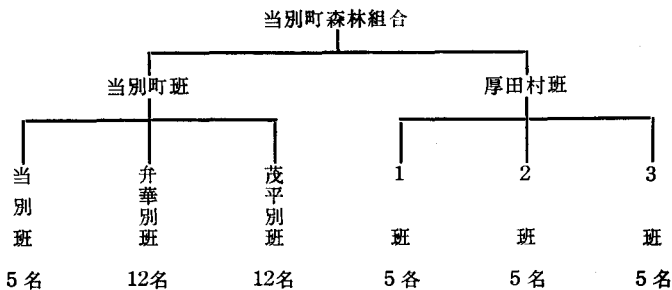 当別町森林組合
当別町班 厚田村班
当別班 弁華別班 茂平別班 1班 2班 3班
5名 12名 12名 5各 5名 5名